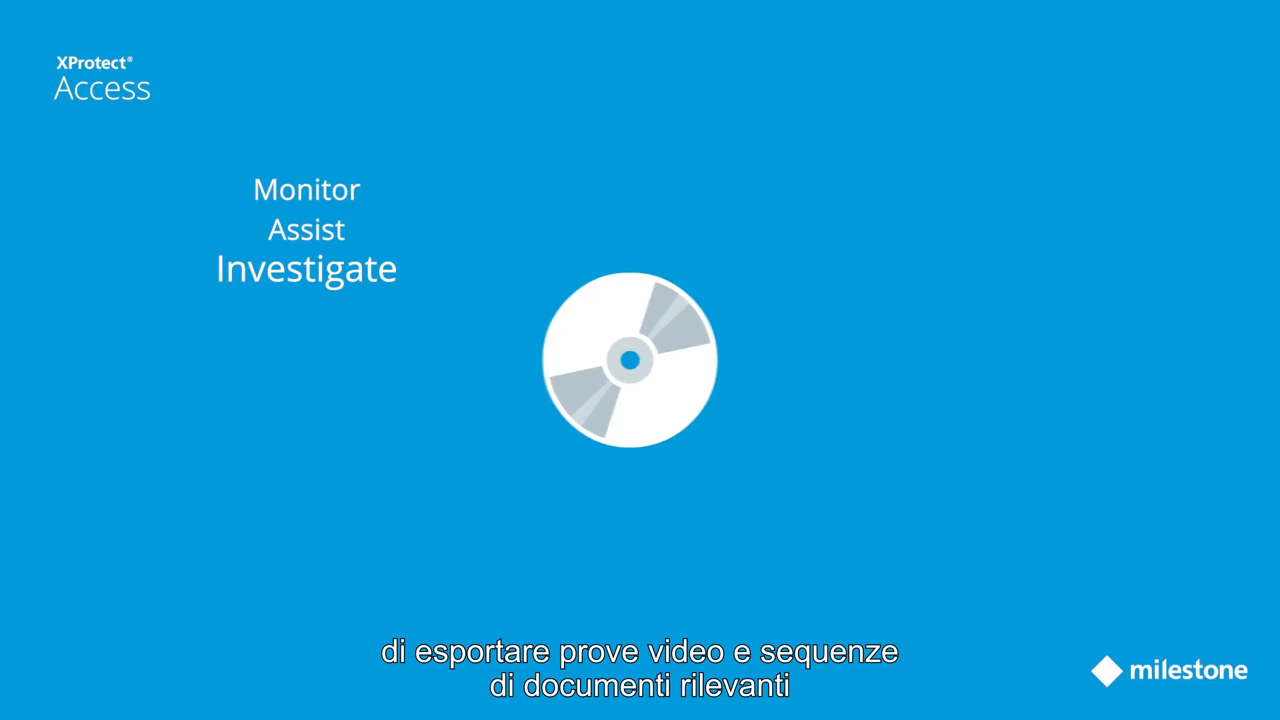 XProtect®
Access
Monitor
Assist
Investigate
di esportare prove video e sequenze
di documenti rilevanti
milestone